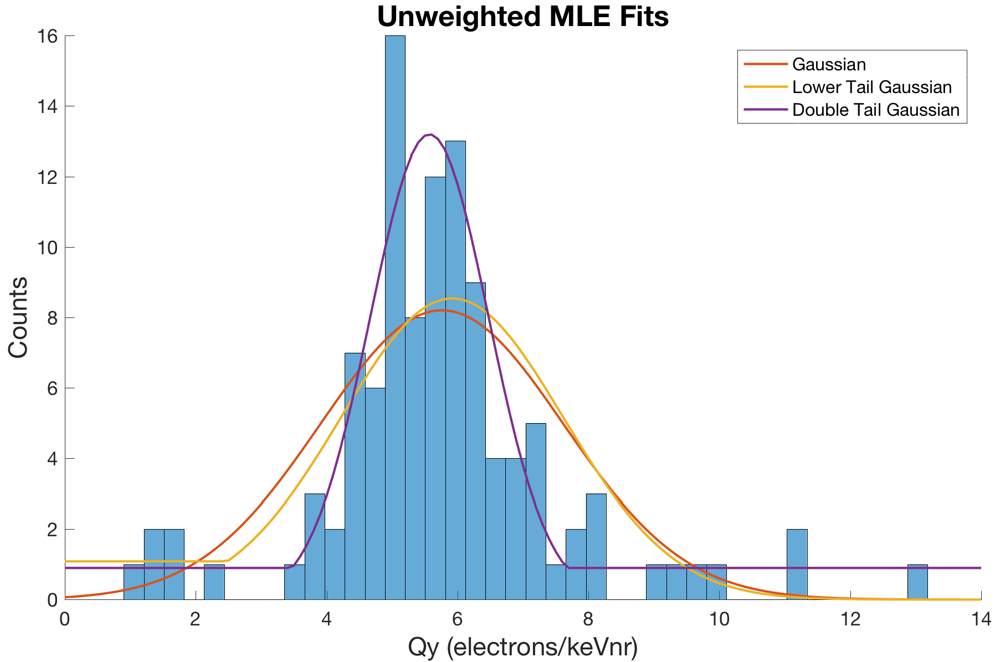 Unweighted MLE Fits
Gaussian
Lower Tail Gaussian
Double Tail Gaussian
Counts
16
14
12
10
8
6
4
2
0
0 2 4 6 8 10 12 14
Qy (electrons/keVnr)